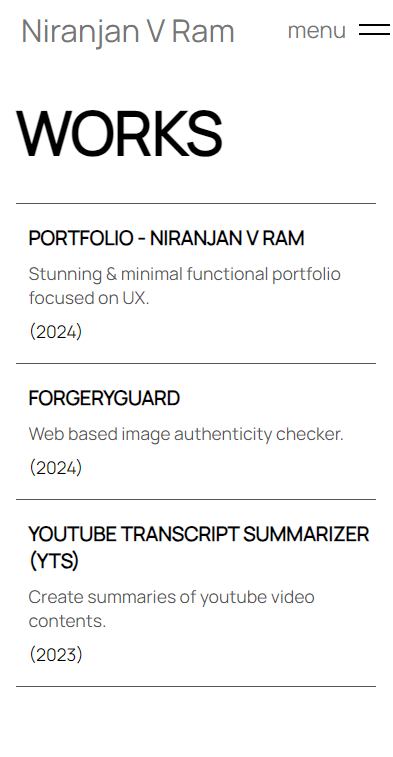 Niranjan V Ram
menu
WORKS
PORTFOLIO - NIRANJAN V RAM
Stunning & minimal functional portfolio
focused on UX.
(2024)
FORGERYGUARD
Web based image authenticity checker.
(2024)
YOUTUBE TRANSCRIPT SUMMARIZER
(YTS)
Create summaries of youtube video
contents.
(2023)